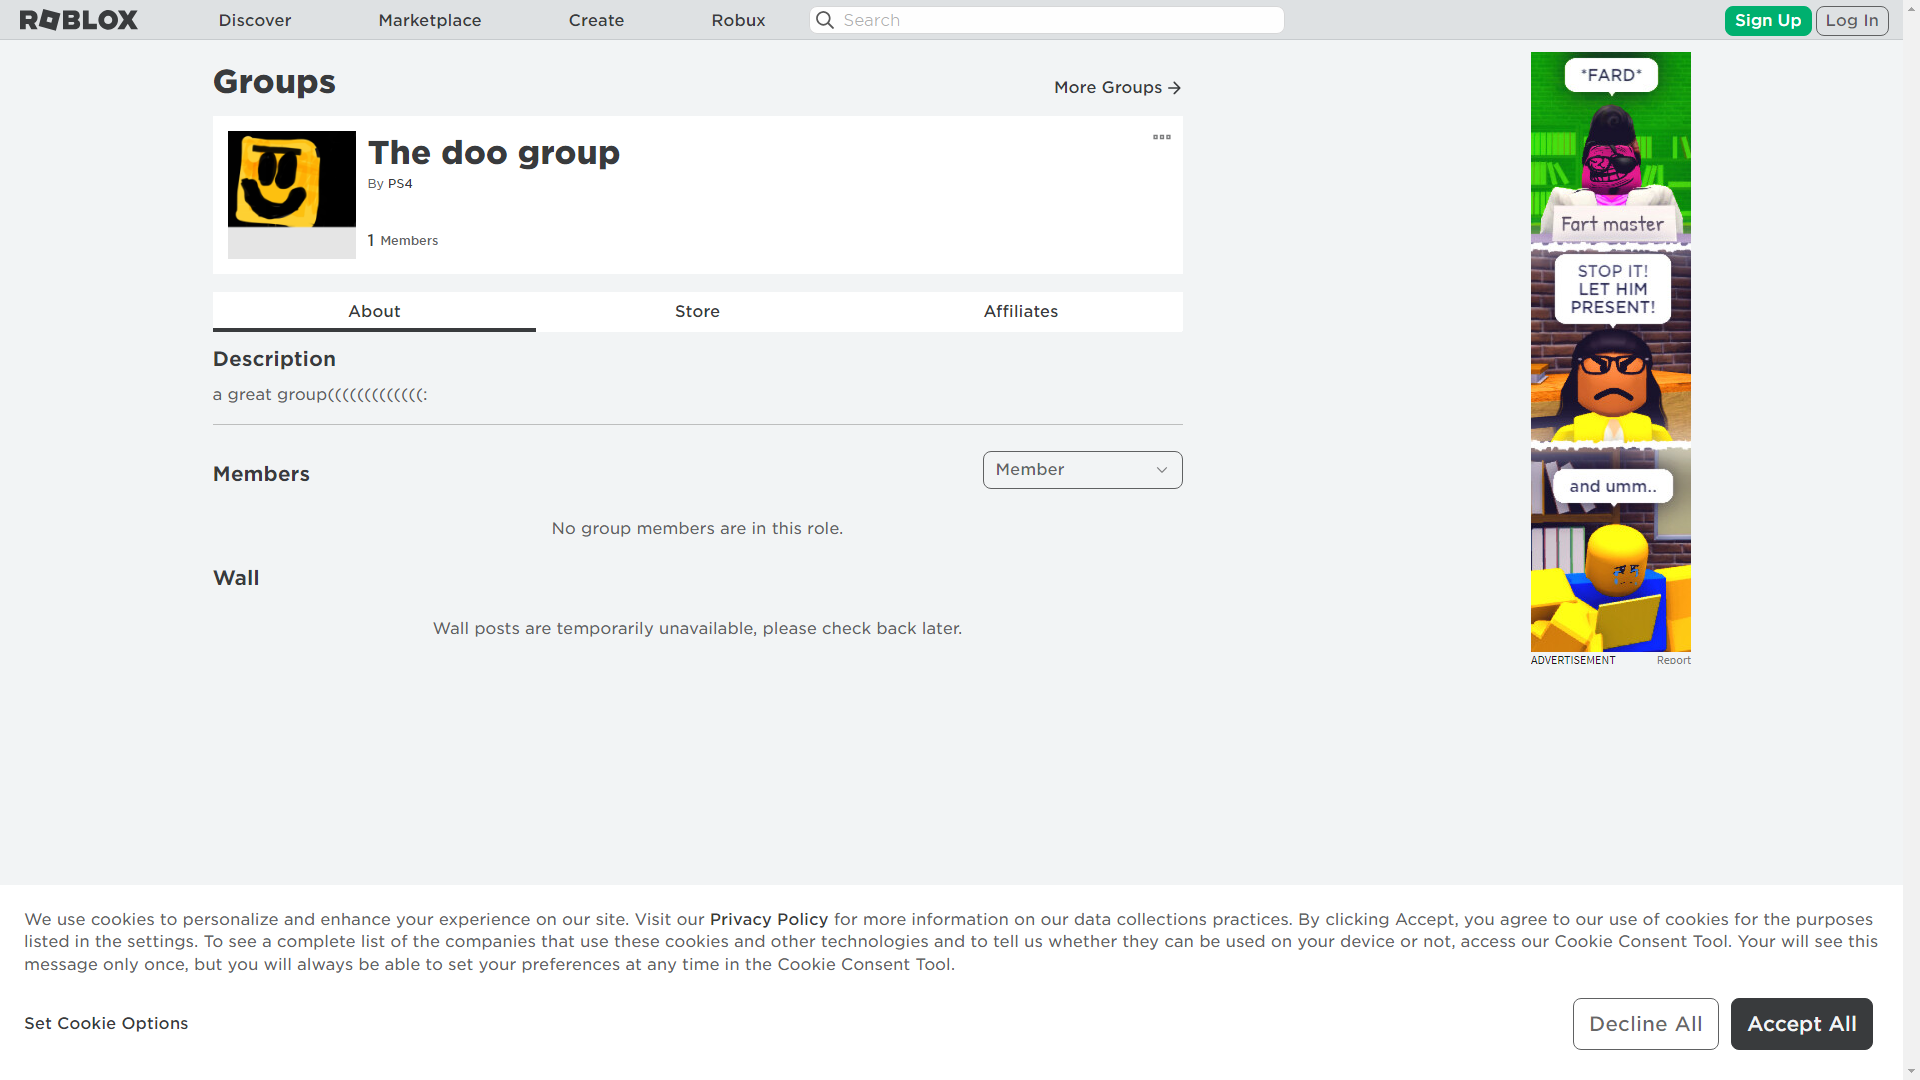 ROBLOX
Discover
Marketplace
Create
Robux
Search
Sign Up
Log In
Groups
More Groups
The doo group
By PS4
1 Members
About
Store
Affiliates
Description
a great group(((((((((((((:
Members
Member
No group members are in this role.
Wall
Wall posts are temporarily unavailable, please check back later.
*FARD*
Fart master
STOP IT!
LET HIM
PRESENT!
and umm..
ADVERTISEMENT
Report
We use cookies to personalize and enhance your experience on our site. Visit our Privacy Policy for more information on our data collections practices. By clicking Accept, you agree to our use of cookies for the purposes
listed in the settings. To see a complete list of the companies that use these cookies and other technologies and to tell us whether they can be used on your device or not, access our Cookie Consent Tool. Your will see this
message only once, but you will always be able to set your preferences at any time in the Cookie Consent Tool.
Set Cookie Options
Decline All
Accept All